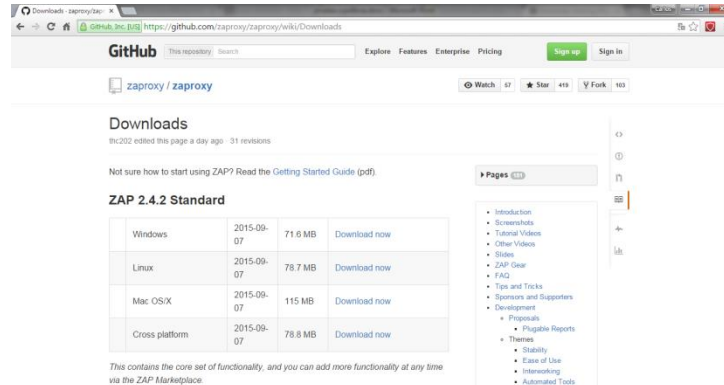 Downloads · zaproxy/zap
GitHub, Inc. [US] https://github.com/zaproxy/zaproxy/wiki/Downloads
GitHub This repository Search Explore Features Enterprise Pricing Sign up Sign in
zaproxy / zaproxy Watch 57 Star 419 Fork 103
Downloads
thc202 edited this page a day ago · 31 revisions
Not sure how to start using ZAP? Read the Getting Started Guide (pdf).
Pages
ZAP 2.4.2 Standard
Windows 2015-09-07 71.6 MB Download now
Linux 2015-09-07 78.7 MB Download now
Mac OS/X 2015-09-07 115 MB Download now
Cross platform 2015-09-07 78.8 MB Download now
This contains the core set of functionality, and you can add more functionality at any time
via the ZAP Marketplace.
Introduction
Screenshots
Tutorial Videos
Other Videos
Slides
ZAP Gear
FAQ
Tips and Tricks
Sponsors and Supporters
Development
Proposals
Plugable Reports
Themes
Stability
Ease of Use
Interworking
Automated Tools